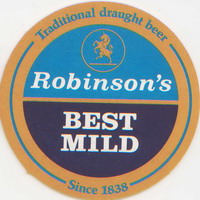 Traditional draught beer
Robinson's
BEST
MILD
Since 1838